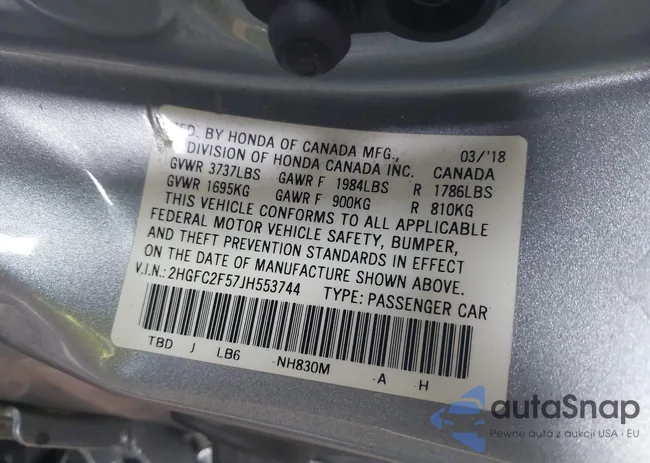 MFD. BY HONDA OF CANADA MFG., 03/'18
DIVISION OF HONDA CANADA INC. CANADA
GVWR 3737LBS GAWR F 1984LBS R 1786LBS
GVWR 1695KG GAWR F 900KG R 810KG
THIS VEHICLE CONFORMS TO ALL APPLICABLE
FEDERAL MOTOR VEHICLE SAFETY, BUMPER,
AND THEFT PREVENTION STANDARDS IN EFFECT
ON THE DATE OF MANUFACTURE SHOWN ABOVE.
V.I.N.: 2HGFC2F57JH553744 TYPE: PASSENGER CAR
TBD J LB6 -NH830M -A -H
autaSnap
Pewne auta z aukcji USA i EU